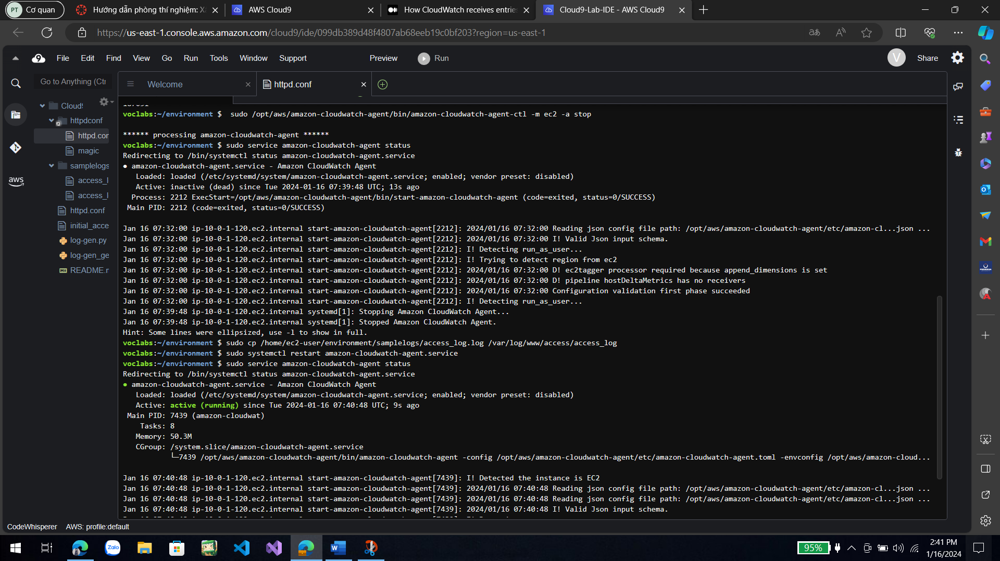 PT Cơ quan
Hướng dẫn phòng thí nghiệm: X
AWS Cloud9
How CloudWatch receives entries
Cloud9-Lab-IDE - AWS Cloud9
https://us-east-1.console.aws.amazon.com/cloud9/ide/099db389d48f4807ab68eeb19c0bf203?region=us-east-1
File Edit Find View Go Run Tools Window Support Preview Run
V Share
Go to Anything (Ctr
Welcome
httpd.conf
Cloud9
httpdconf
httpd.con
magic
samplelogs
access_l
access_l
httpd.conf
initial_acce
log-gen.py
log-gen_ge
README.r
aws
voclabs:~/environment $  sudo /opt/aws/amazon-cloudwatch-agent/bin/amazon-cloudwatch-agent-ctl -m ec2 -a stop
****** processing amazon-cloudwatch-agent ******
voclabs:~/environment $ sudo service amazon-cloudwatch-agent status
Redirecting to /bin/systemctl status amazon-cloudwatch-agent.service
● amazon-cloudwatch-agent.service - Amazon CloudWatch Agent
Loaded: loaded (/etc/systemd/system/amazon-cloudwatch-agent.service; enabled; vendor preset: disabled)
Active: inactive (dead) since Tue 2024-01-16 07:39:48 UTC; 13s ago
Process: 2212 ExecStart=/opt/aws/amazon-cloudwatch-agent/bin/start-amazon-cloudwatch-agent (code=exited, status=0/SUCCESS)
Main PID: 2212 (code=exited, status=0/SUCCESS)
Jan 16 07:32:00 ip-10-0-1-120.ec2.internal start-amazon-cloudwatch-agent[2212]: 2024/01/16 07:32:00 Reading json config file path: /opt/aws/amazon-cloudwatch-agent/etc/amazon-cl...json ...
Jan 16 07:32:00 ip-10-0-1-120.ec2.internal start-amazon-cloudwatch-agent[2212]: 2024/01/16 07:32:00 I! Valid Json input schema.
Jan 16 07:32:00 ip-10-0-1-120.ec2.internal start-amazon-cloudwatch-agent[2212]: I! Detecting run_as_user...
Jan 16 07:32:00 ip-10-0-1-120.ec2.internal start-amazon-cloudwatch-agent[2212]: I! Trying to detect region from ec2
Jan 16 07:32:00 ip-10-0-1-120.ec2.internal start-amazon-cloudwatch-agent[2212]: 2024/01/16 07:32:00 D! ec2tagger processor required because append_dimensions is set
Jan 16 07:32:00 ip-10-0-1-120.ec2.internal start-amazon-cloudwatch-agent[2212]: 2024/01/16 07:32:00 D! pipeline hostDeltaMetrics has no receivers
Jan 16 07:32:00 ip-10-0-1-120.ec2.internal start-amazon-cloudwatch-agent[2212]: 2024/01/16 07:32:00 Configuration validation first phase succeeded
Jan 16 07:32:00 ip-10-0-1-120.ec2.internal start-amazon-cloudwatch-agent[2212]: I! Detecting run_as_user...
Jan 16 07:39:48 ip-10-0-1-120.ec2.internal systemd[1]: Stopping Amazon CloudWatch Agent...
Jan 16 07:39:48 ip-10-0-1-120.ec2.internal systemd[1]: Stopped Amazon CloudWatch Agent.
Hint: Some lines were ellipsized, use -l to show in full.
voclabs:~/environment $ sudo cp /home/ec2-user/environment/samplelogs/access_log.log /var/log/www/access/access_log
voclabs:~/environment $ sudo systemctl restart amazon-cloudwatch-agent.service
voclabs:~/environment $ sudo service amazon-cloudwatch-agent status
Redirecting to /bin/systemctl status amazon-cloudwatch-agent.service
● amazon-cloudwatch-agent.service - Amazon CloudWatch Agent
Loaded: loaded (/etc/systemd/system/amazon-cloudwatch-agent.service; enabled; vendor preset: disabled)
Active: active (running) since Tue 2024-01-16 07:40:48 UTC; 9s ago
Main PID: 7439 (amazon-cloudwat)
Tasks: 8
Memory: 50.3M
CGroup: /system.slice/amazon-cloudwatch-agent.service
└─7439 /opt/aws/amazon-cloudwatch-agent/bin/amazon-cloudwatch-agent -config /opt/aws/amazon-cloudwatch-agent/etc/amazon-cloudwatch-agent.toml -envconfig /opt/aws/amazon-cloud...
Jan 16 07:40:48 ip-10-0-1-120.ec2.internal start-amazon-cloudwatch-agent[7439]: I! Detected the instance is EC2
Jan 16 07:40:48 ip-10-0-1-120.ec2.internal start-amazon-cloudwatch-agent[7439]: 2024/01/16 07:40:48 Reading json config file path: /opt/aws/amazon-cloudwatch-agent/etc/amazon-cl...json ...
Jan 16 07:40:48 ip-10-0-1-120.ec2.internal start-amazon-cloudwatch-agent[7439]: 2024/01/16 07:40:48 Reading json config file path: /opt/aws/amazon-cloudwatch-agent/etc/amazon-cl...json ...
Jan 16 07:40:48 ip-10-0-1-120.ec2.internal start-amazon-cloudwatch-agent[7439]: 2024/01/16 07:40:48 I! Valid Json input schema.
CodeWhisperer AWS: profile:default
Zalo
95%
2:41 PM
1/16/2024